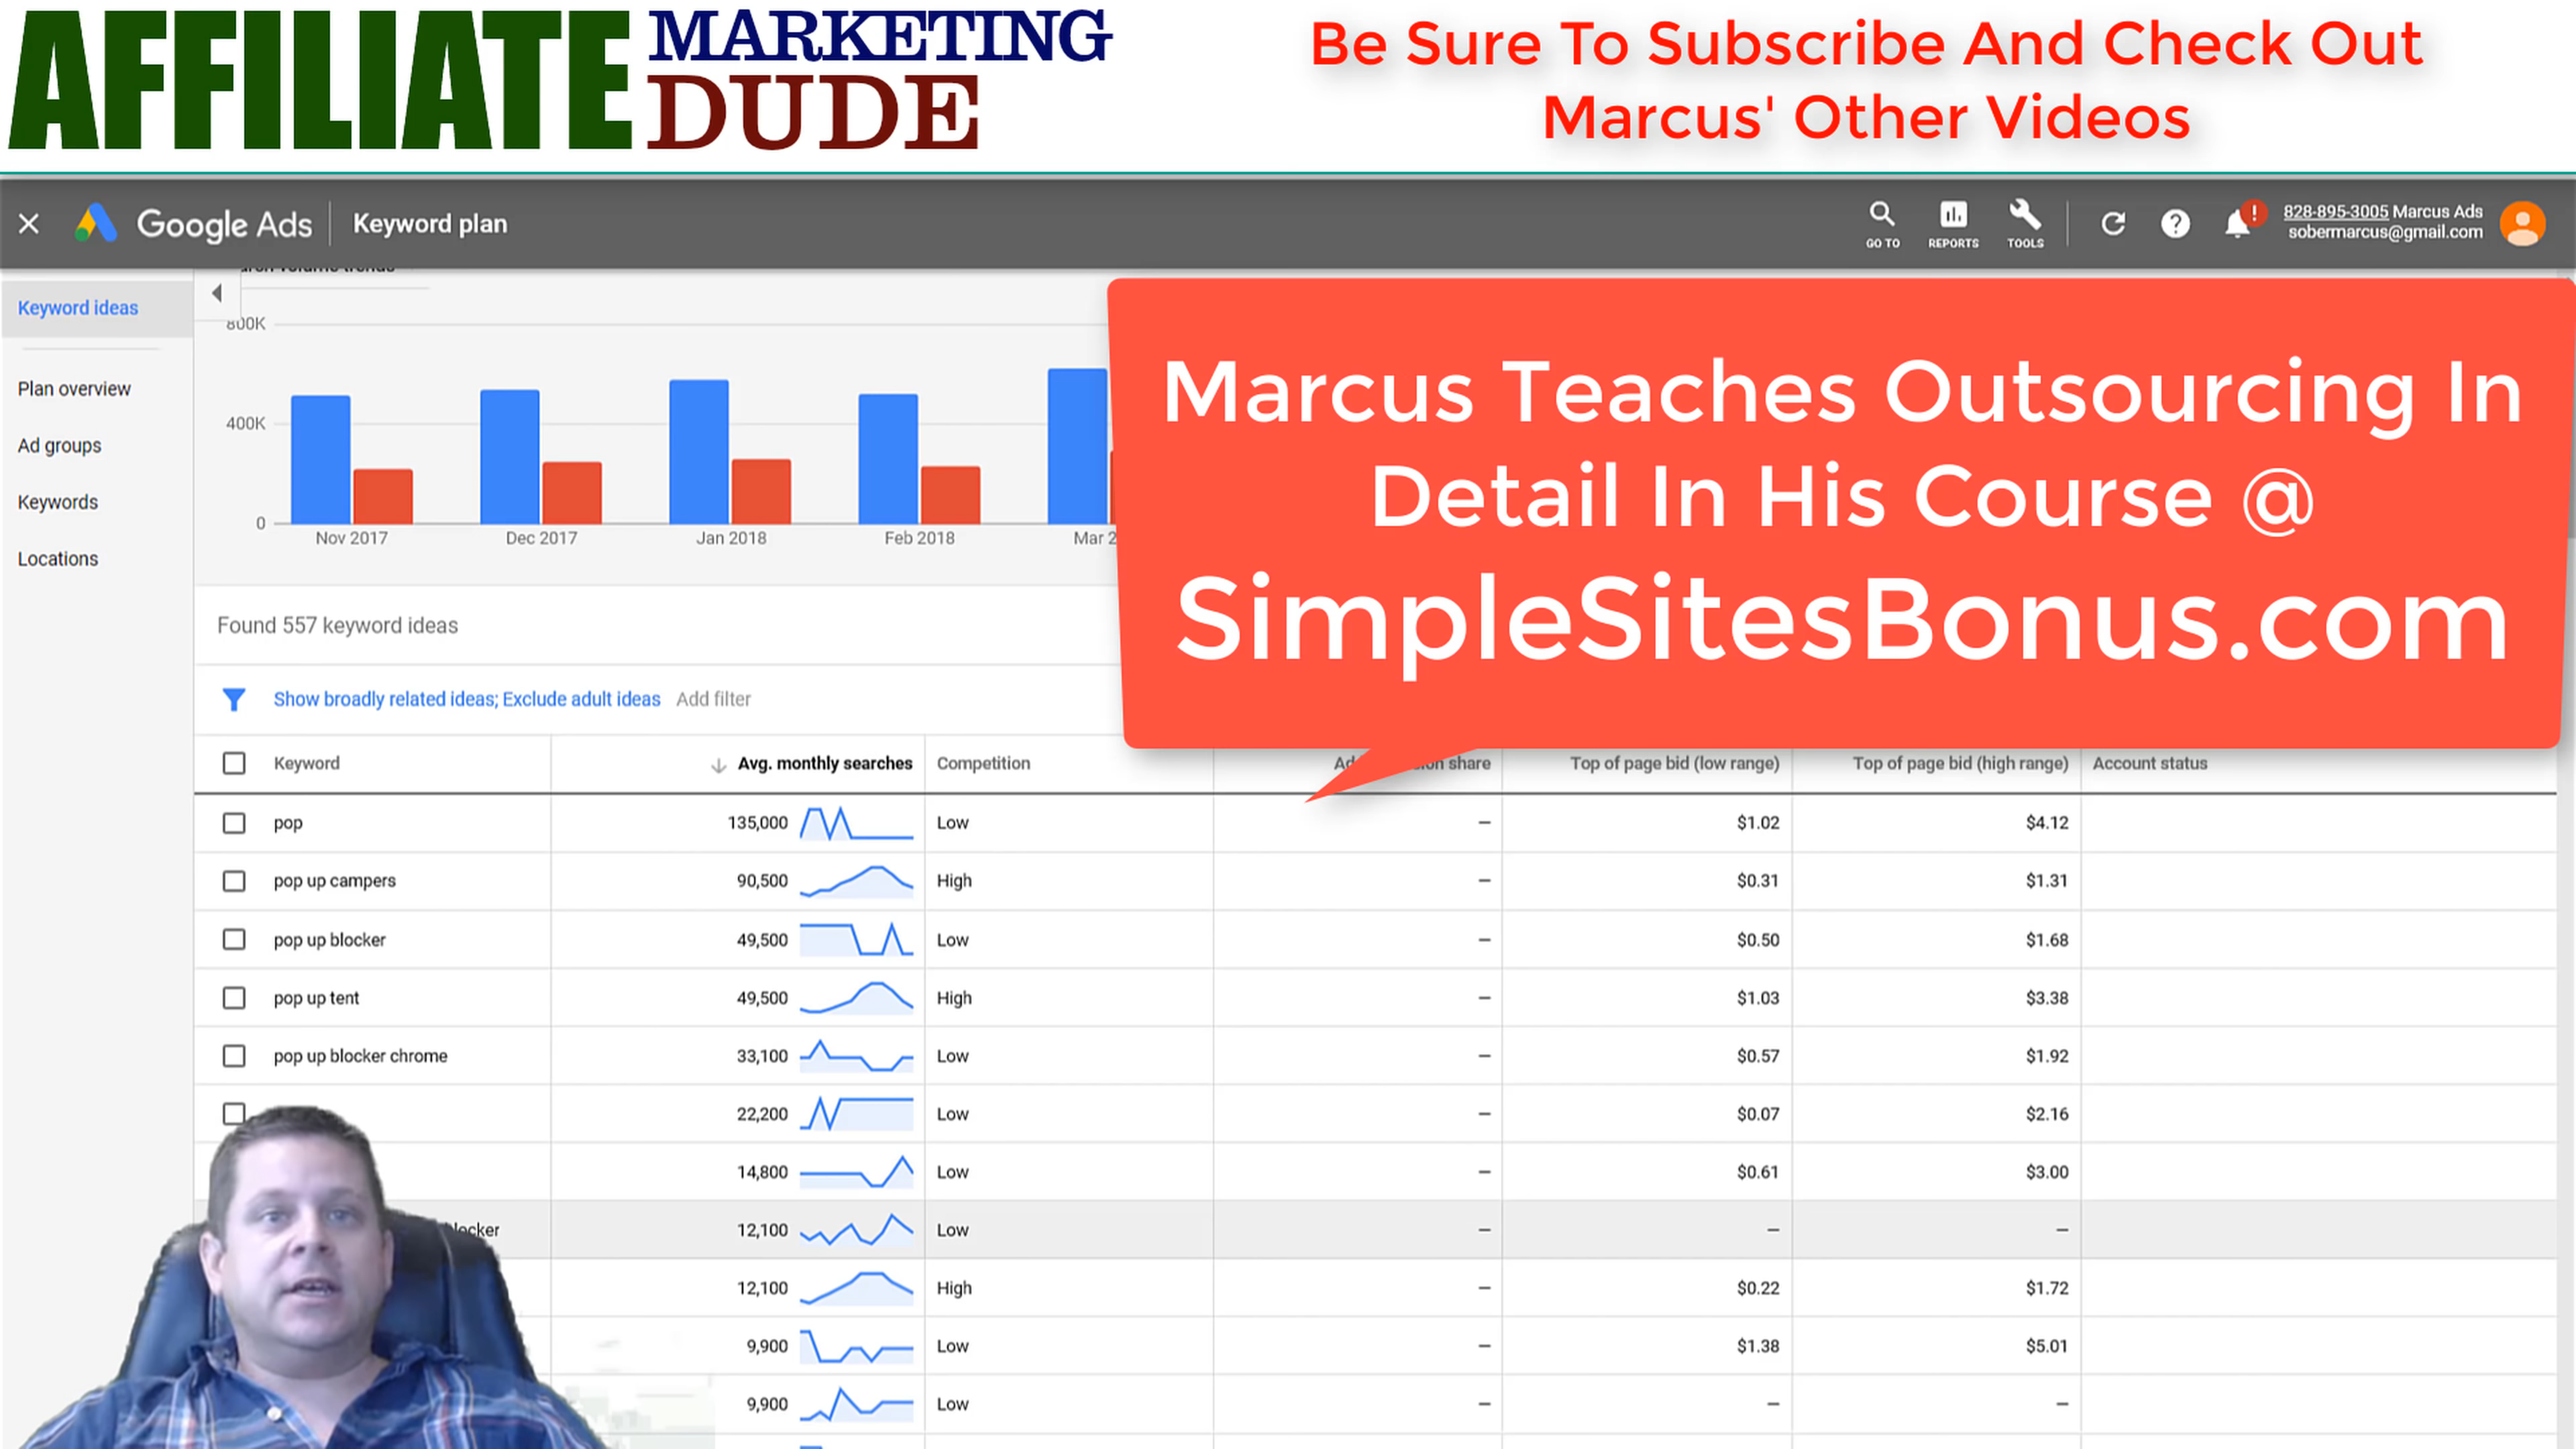 AFFILIATE MARKETING DUDE
Be Sure To Subscribe And Check Out
Marcus' Other Videos
Google Ads Keyword plan
GO TO REPORTS TOOLS
828-895-3005 Marcus Ads
sobermarcus@gmail.com
Keyword ideas
Plan overview
Ad groups
Keywords
Locations
800K
400K
0
Nov 2017 Dec 2017 Jan 2018 Feb 2018 Mar 2
Marcus Teaches Outsourcing In
Detail In His Course @
SimpleSitesBonus.com
Found 557 keyword ideas
Show broadly related ideas; Exclude adult ideas Add filter
Keyword Avg. monthly searches Competition share Top of page bid (low range) Top of page bid (high range) Account status
pop 135,000 Low – $1.02 $4.12
pop up campers 90,500 High – $0.31 $1.31
pop up blocker 49,500 Low – $0.50 $1.68
pop up tent 49,500 High – $1.03 $3.38
pop up blocker chrome 33,100 Low – $0.57 $1.92
22,200 Low – $0.07 $2.16
14,800 Low – $0.61 $3.00
locker 12,100 Low – – –
12,100 High – $0.22 $1.72
9,900 Low – $1.38 $5.01
9,900 Low – – –